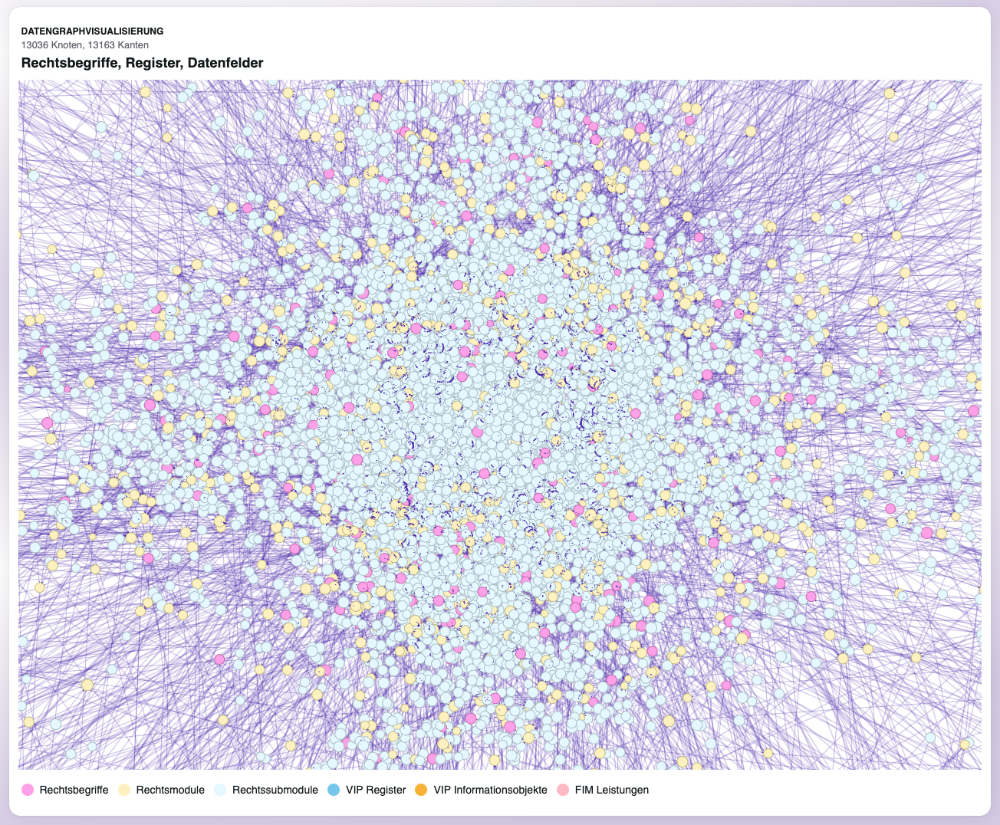 DATENGRAPHVISUALISIERUNG
13036 Knoten, 13163 Kanten
Rechtsbegriffe, Register, Datenfelder
Rechtsbegriffe Rechtsmodule Rechtssubmodule VIP Register VIP Informationsobjekte FIM Leistungen